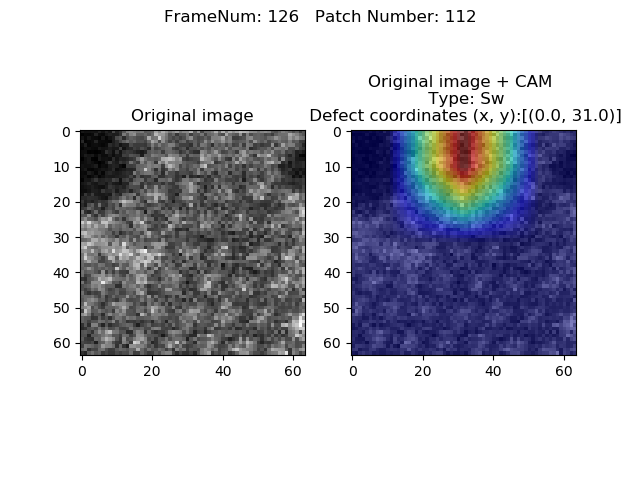 FrameNum: 126   Patch Number: 112
Original image
Original image + CAM
Type: Sw
Defect coordinates (x, y):[(0.0, 31.0)]
0
10
20
30
40
50
60
0 20 40 60
0
10
20
30
40
50
60
0 20 40 60